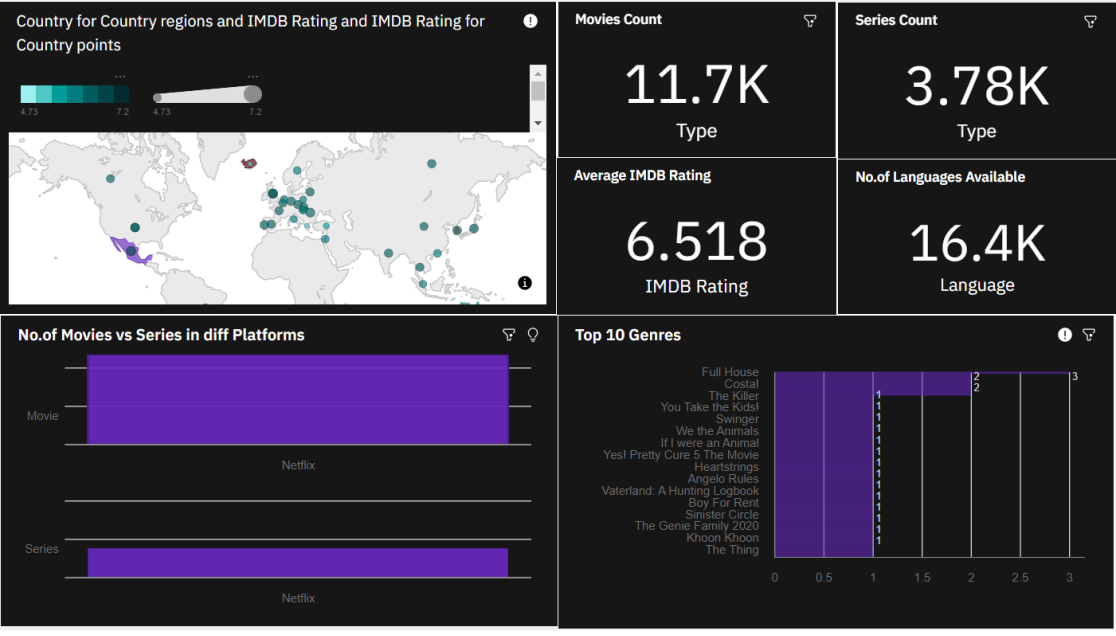 Country for Country regions and IMDB Rating and IMDB Rating for
Country points
...
...
4.73
7.2
4.73
7.2
Movies Count
11.7K
Type
Series Count
3.78K
Type
Average IMDB Rating
6.518
IMDB Rating
No.of Languages Available
16.4K
Language
No.of Movies vs Series in diff Platforms
Movie
Netflix
Series
Netflix
Top 10 Genres
Full House
Costa!
The Killer
You Take the Kids!
Swinger
We the Animals
If I were an Animal
Yes! Pretty Cure 5 The Movie
Heartstrings
Angelo Rules
Vaterland: A Hunting Logbook
Boy For Rent
Sinister Circle
The Genie Family 2020
Khoon Khoon
The Thing
3
2
2
1
1
1
1
1
1
1
1
1
1
1
1
1
1
0
0.5
1
1.5
2
2.5
3